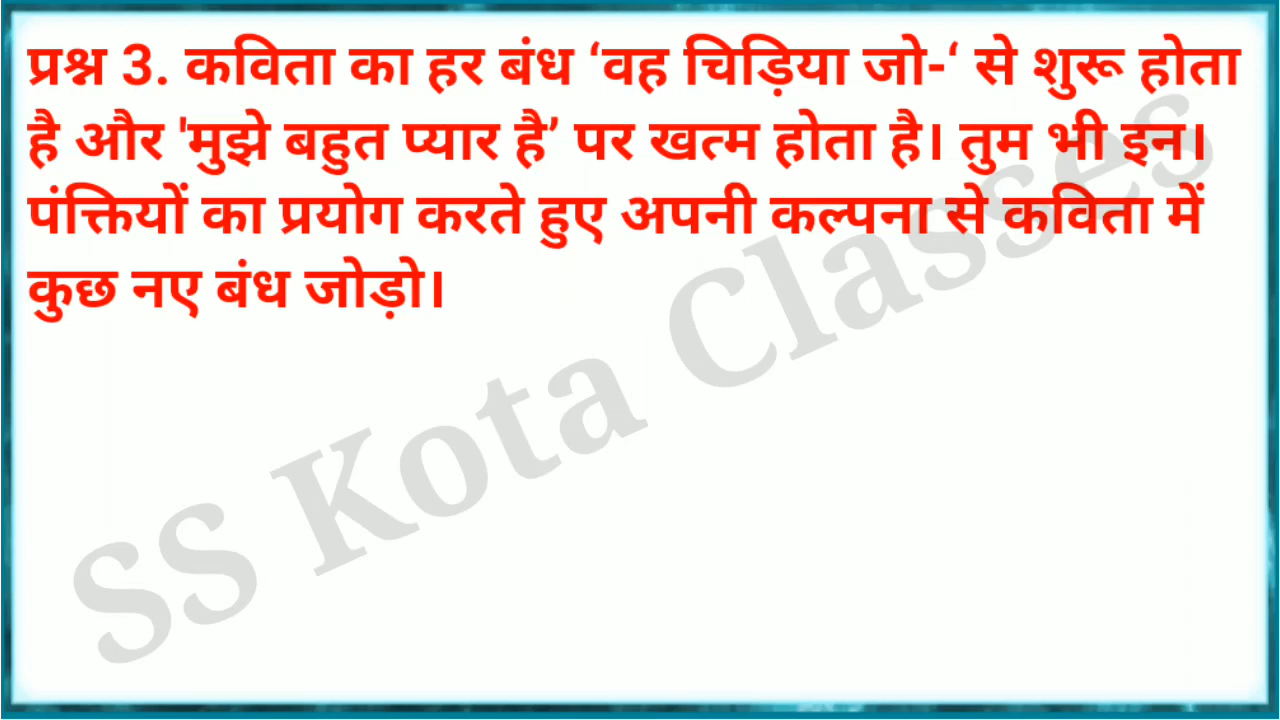 प्रश्न 3. कविता का हर बंध ‘वह चिड़िया जो-‘ से शुरू होता
है और 'मुझे बहुत प्यार है’ पर खत्म होता है। तुम भी इन।
पंक्तियों का प्रयोग करते हुए अपनी कल्पना से कविता में
कुछ नए बंध जोड़ो।
SS Kota Classes